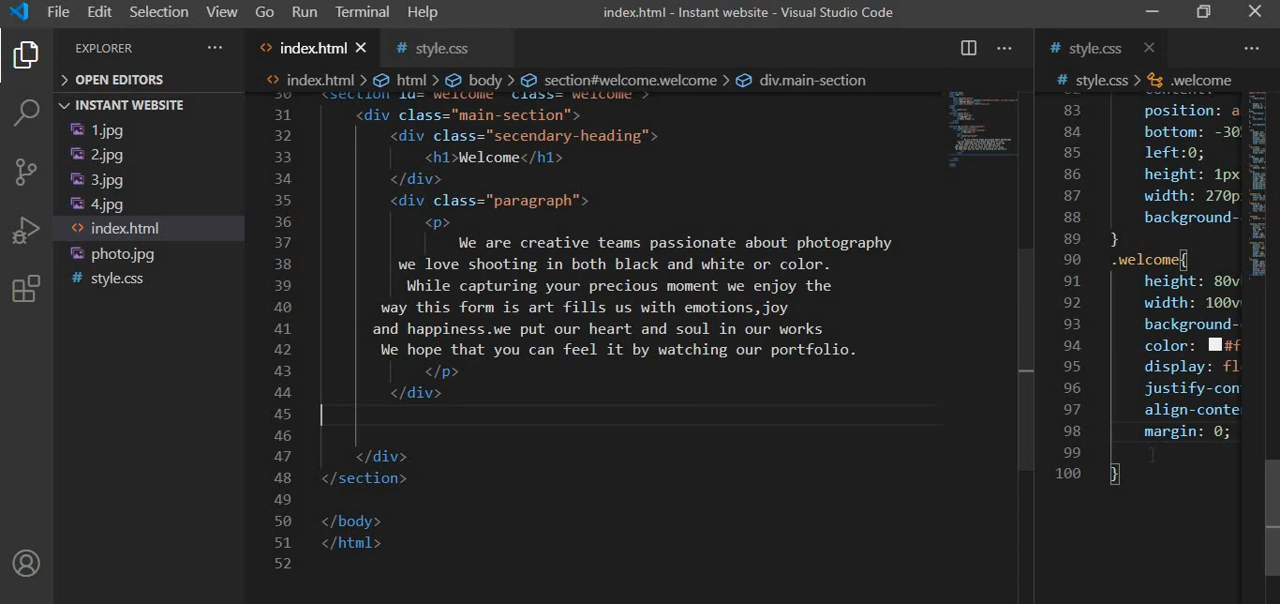 File Edit Selection View Go Run Terminal Help index.html - Instant website - Visual Studio Code
EXPLORER
OPEN EDITORS
INSTANT WEBSITE
1.jpg
2.jpg
3.jpg
4.jpg
index.html
photo.jpg
# style.css
<> index.html # style.css
<> index.html > html > body > section#welcome.welcome > div.main-section
30 <section id="welcome" class="welcome">
31 <div class="main-section">
32 <div class="secendary-heading">
33 <h1>Welcome</h1>
34 </div>
35 <div class="paragraph">
36 <p>
37 We are creative teams passionate about photography
38 we love shooting in both black and white or color.
39 While capturing your precious moment we enjoy the
40 way this form is art fills us with emotions,joy
41 and happiness.we put our heart and soul in our works
42 We hope that you can feel it by watching our portfolio.
43 </p>
44 </div>
45
46
47 </div>
48 </section>
49
50 </body>
51 </html>
52
# style.css
# style.css > .welcome
83 position: a
84 bottom: -30
85 left:0;
86 height: 1px
87 width: 270p
88 background-
89 }
90 .welcome{
91 height: 80v
92 width: 100v
93 background-
94 color: #f
95 display: fl
96 justify-con
97 align-conte
98 margin: 0;
99
100 }